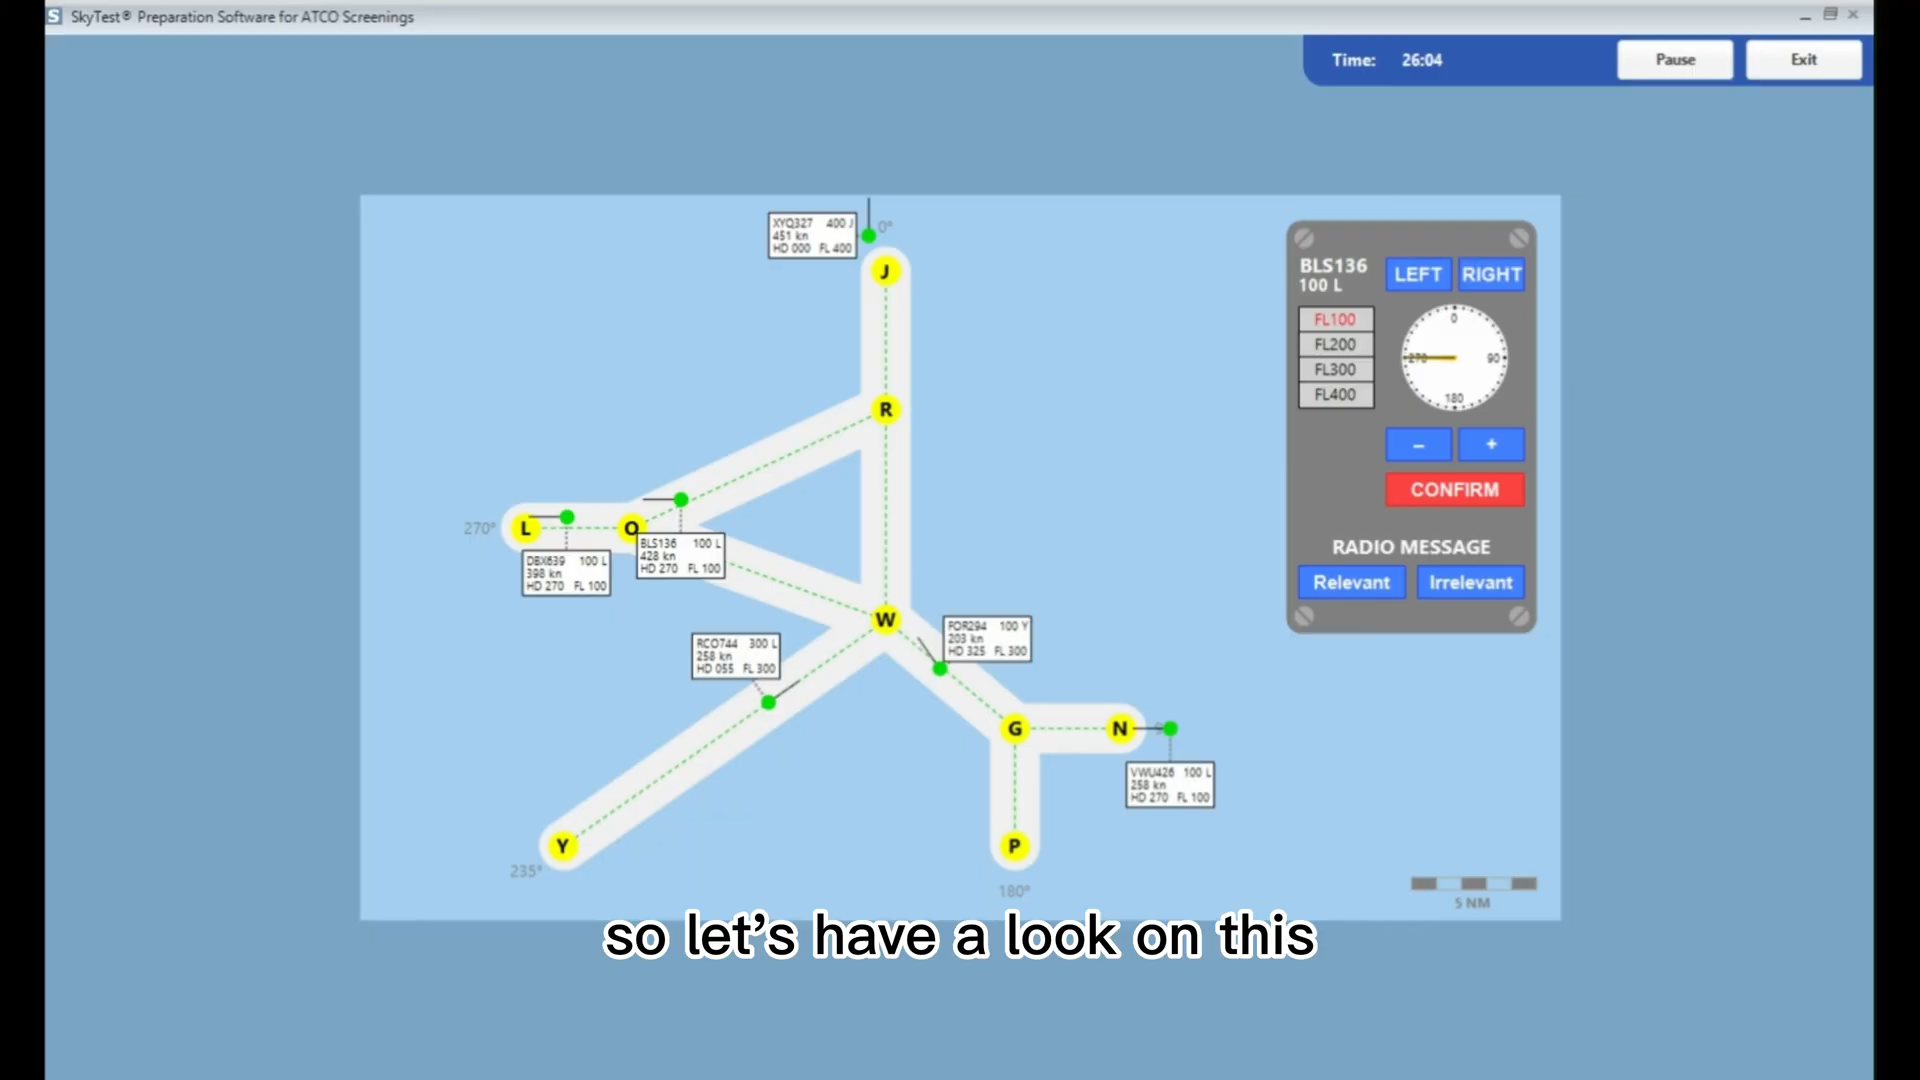 S SkyTest® Preparation Software for ATCO Screenings
Time: 26:04
Pause
Exit
XYQ327 400 J
451 kn
HD 000 FL 400
0°
J
R
270°
L
O
DBX639 100 L
398 kn
HD 270 FL 100
BLS136 100 L
428 kn
HD 270 FL 100
W
RCO744 300 L
258 kn
HD 055 FL 300
FOR294 100 Y
203 kn
HD 325 FL 300
G
N
VWU426 100 L
258 kn
HD 270 FL 100
Y
235°
P
180°
BLS136
100 L
LEFT
RIGHT
FL100
FL200
FL300
FL400
0
90
180
270
–
+
CONFIRM
RADIO MESSAGE
Relevant
Irrelevant
5 NM
so let's have a look on this